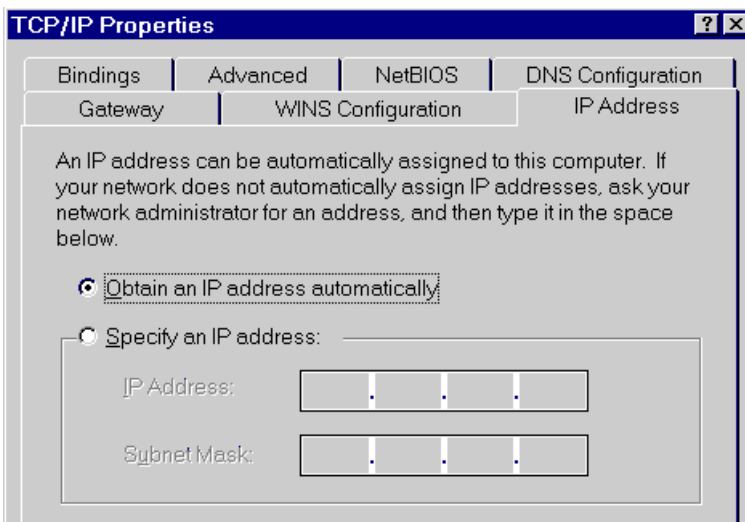 TCP/IP Properties
Bindings Advanced NetBIOS DNS Configuration
Gateway WINS Configuration IP Address
An IP address can be automatically assigned to this computer. If
your network does not automatically assign IP addresses, ask your
network administrator for an address, and then type it in the space
below.
Obtain an IP address automatically
Specify an IP address:
IP Address:
Subnet Mask: